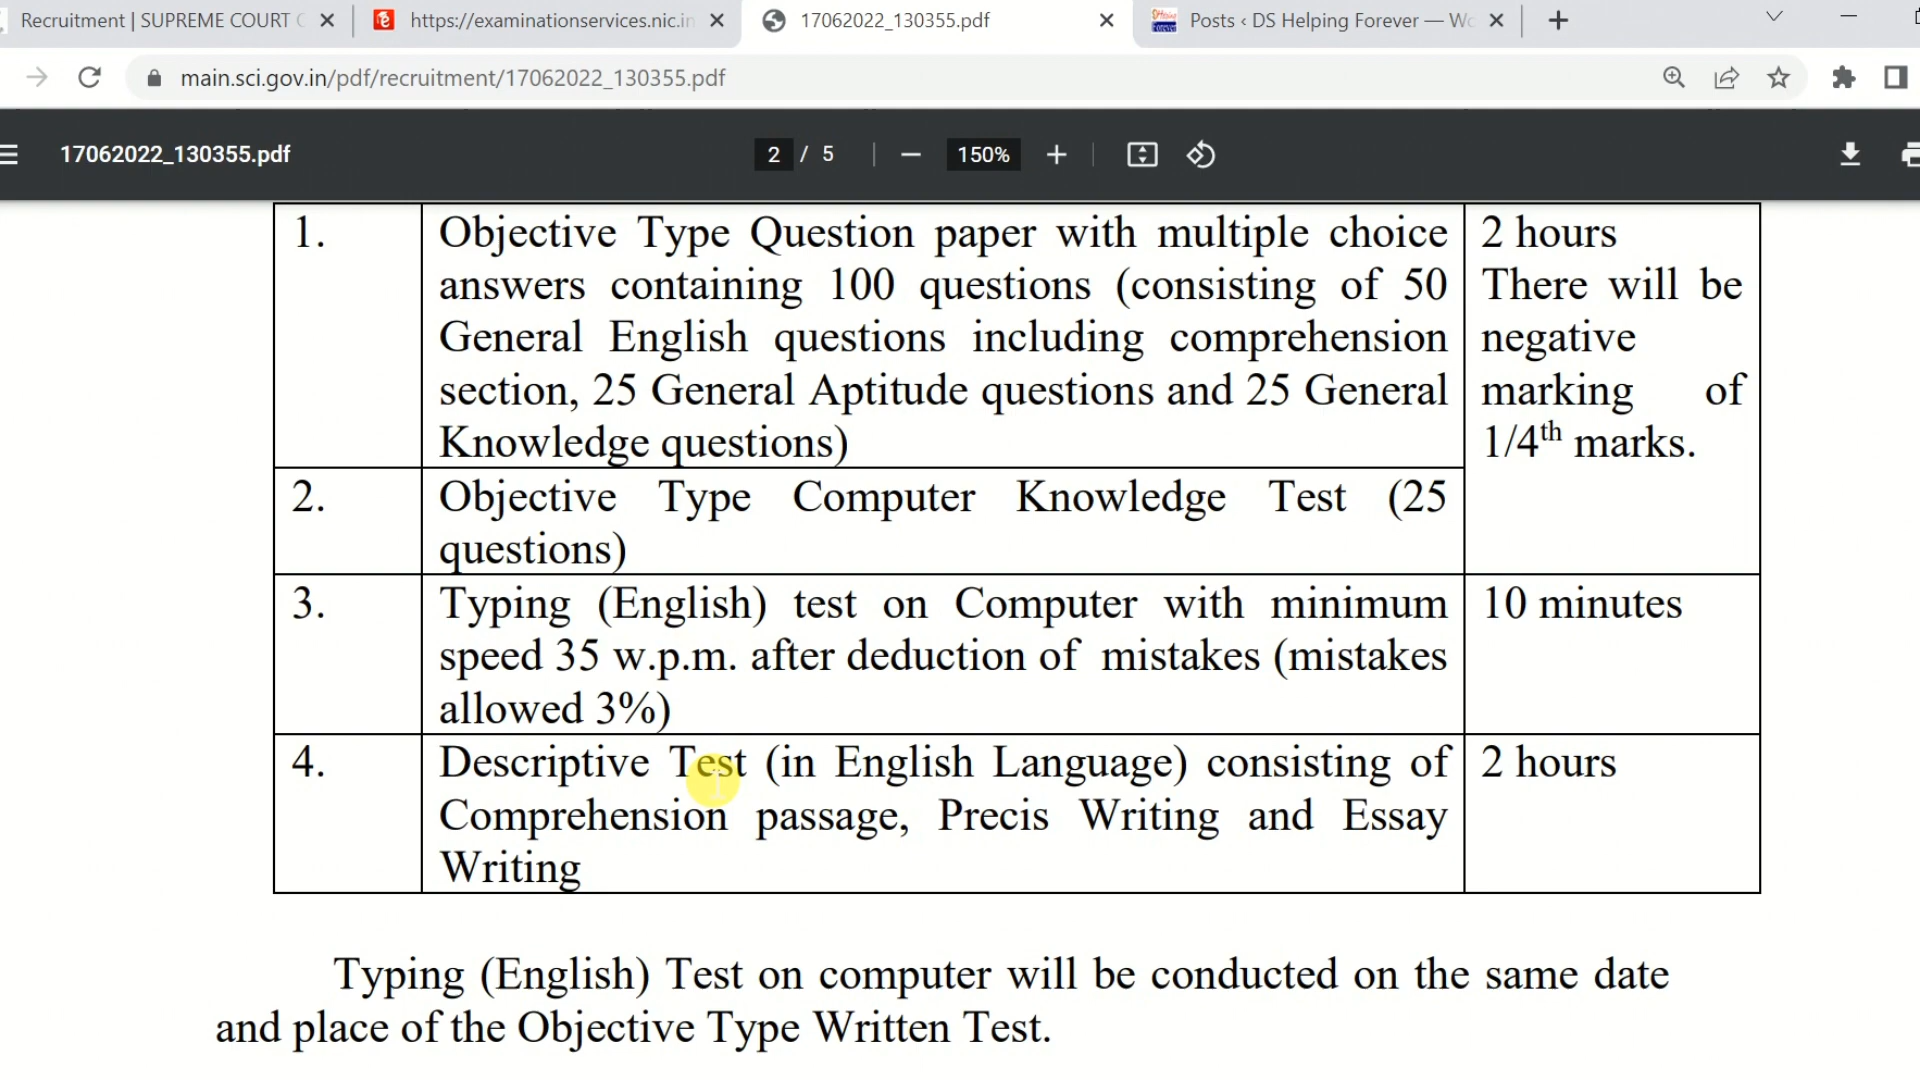 Recruitment | SUPREME COURT
https://examinationservices.nic.in
17062022_130355.pdf
Posts ‹ DS Helping Forever — Wo
main.sci.gov.in/pdf/recruitment/17062022_130355.pdf
17062022_130355.pdf
2 / 5
150%
1.
Objective Type Question paper with multiple choice
answers containing 100 questions (consisting of 50
General English questions including comprehension
section, 25 General Aptitude questions and 25 General
Knowledge questions)
2 hours
There will be
negative
marking of
1/4th marks.
2.
Objective Type Computer Knowledge Test (25
questions)
3.
Typing (English) test on Computer with minimum
speed 35 w.p.m. after deduction of mistakes (mistakes
allowed 3%)
10 minutes
4.
Descriptive Test (in English Language) consisting of
Comprehension passage, Precis Writing and Essay
Writing
2 hours
Typing (English) Test on computer will be conducted on the same date
and place of the Objective Type Written Test.